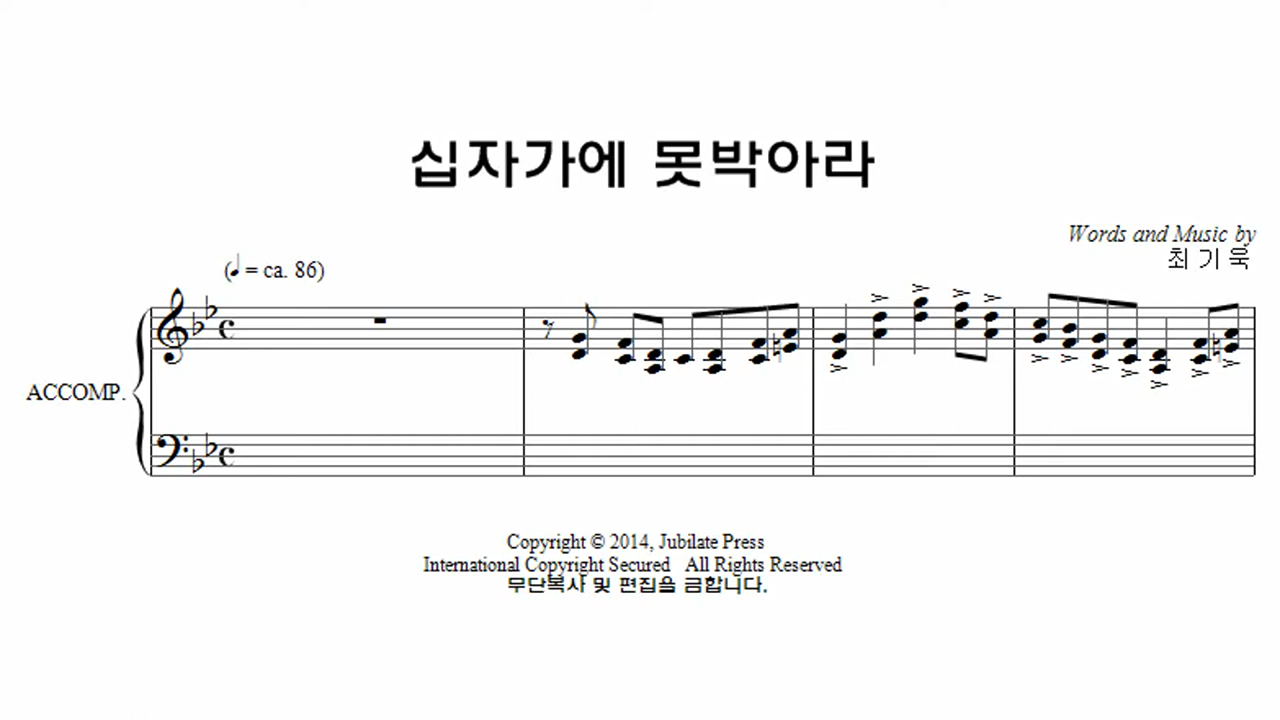 십자가에 못박아라
Words and Music by
최 기 욱
(♩ = ca. 86)
ACCOMP.
Copyright © 2014, Jubilate Press
International Copyright Secured All Rights Reserved
무단복사 및 편집을 금합니다.